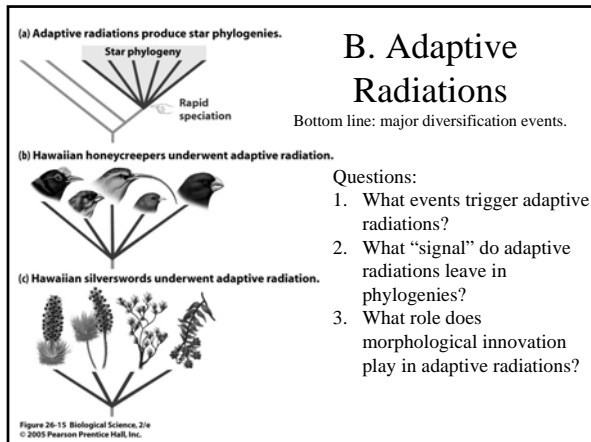 (a) Adaptive radiations produce star phylogenies.
Star phylogeny
Rapid
speciation
(b) Hawaiian honeycreepers underwent adaptive radiation.
(c) Hawaiian silverswords underwent adaptive radiation.
Figure 26-15 Biological Science, 2/e
© 2005 Pearson Prentice Hall, Inc.
B. Adaptive
Radiations
Bottom line: major diversification events.
Questions:
1. What events trigger adaptive
radiations?
2. What “signal” do adaptive
radiations leave in
phylogenies?
3. What role does
morphological innovation
play in adaptive radiations?